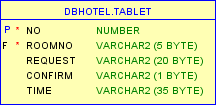 DBHOTEL.TABLET
P * NO NUMBER
F * ROOMNO VARCHAR2 (5 BYTE)
REQUEST VARCHAR2 (20 BYTE)
CONFIRM VARCHAR2 (1 BYTE)
TIME VARCHAR2 (35 BYTE)